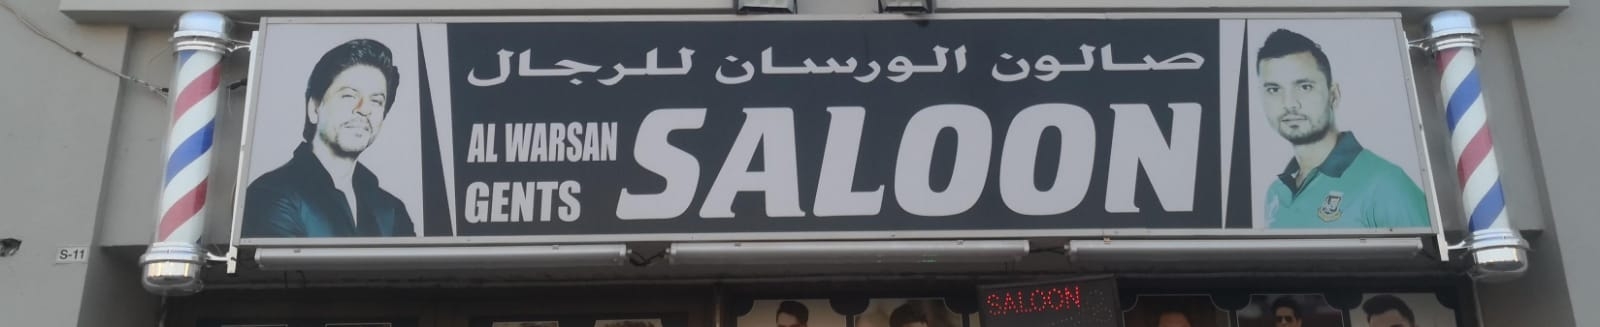 صالون الورسان للرجال
AL WARSAN
GENTS
SALOON
S-11
SALOON